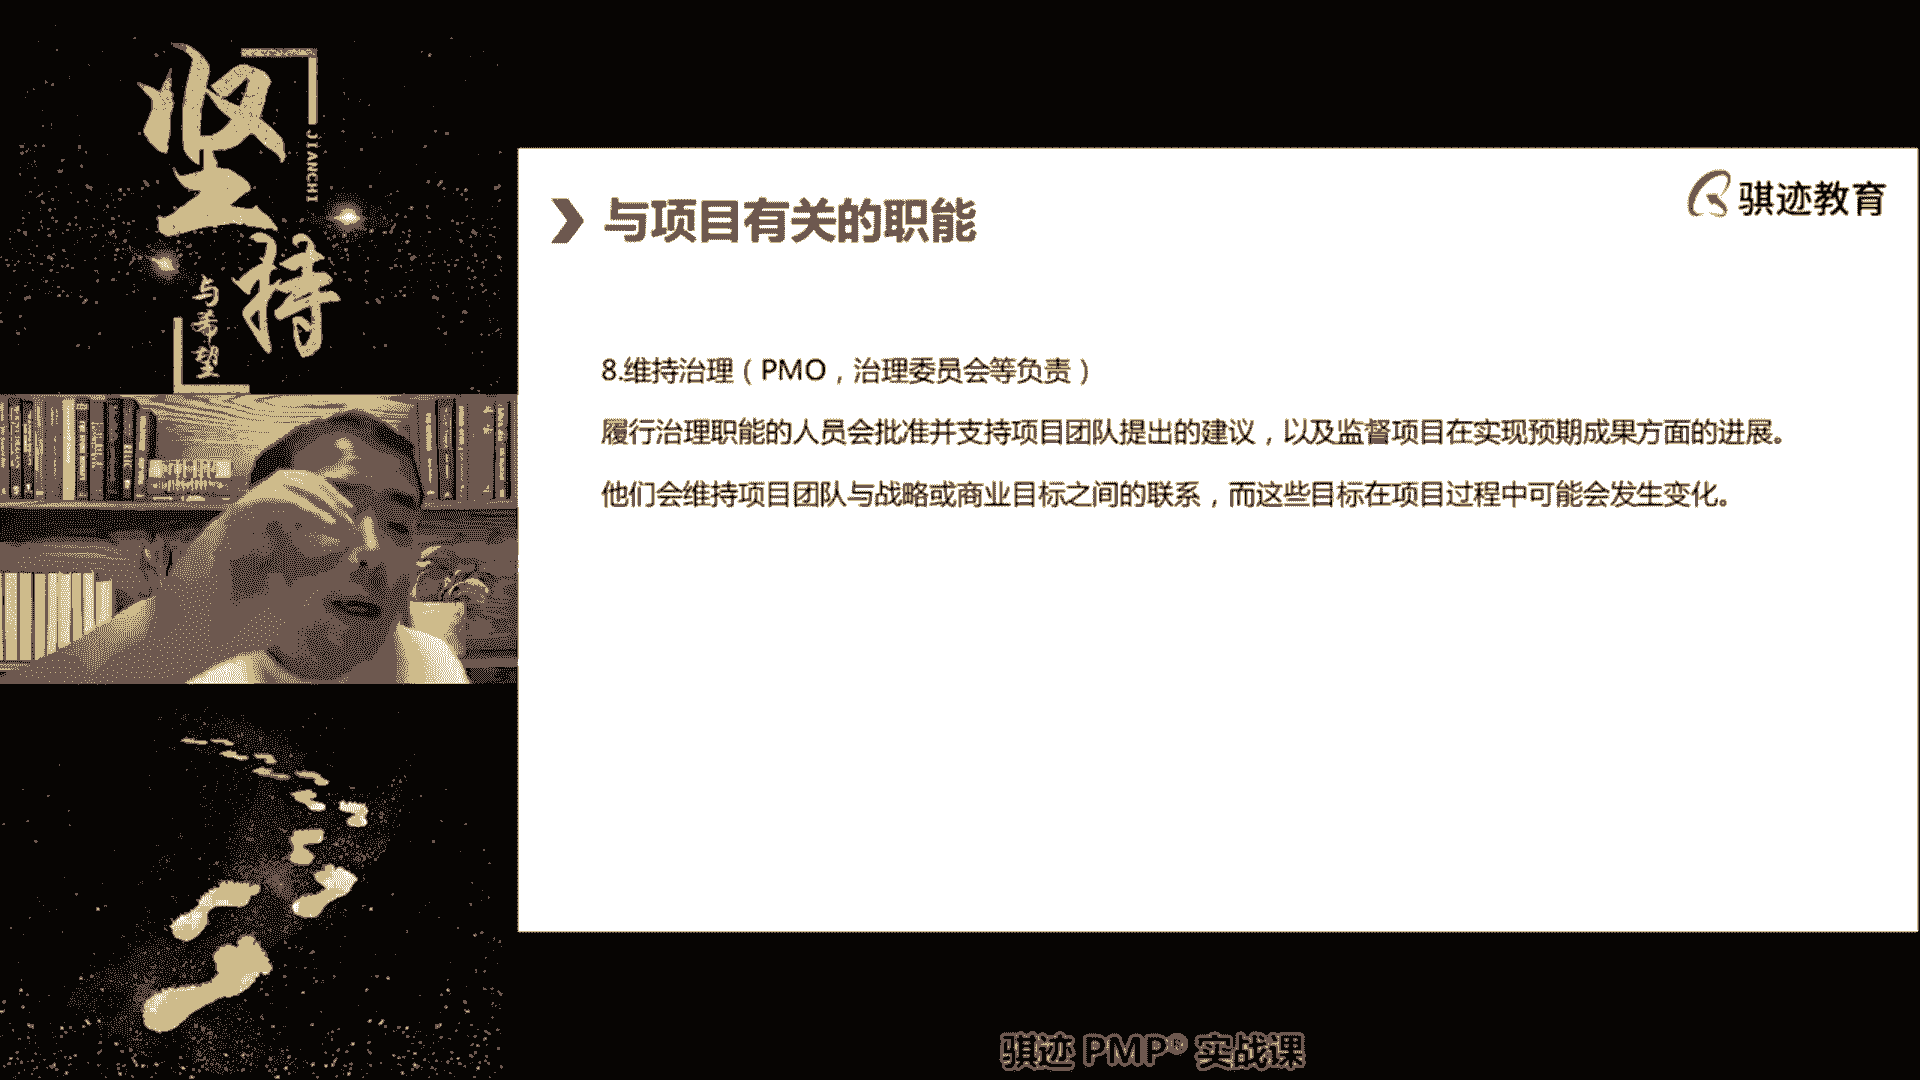 坚持
JIANCHI
与希望
骐迹教育
与项目有关的职能
8.维持治理（PMO，治理委员会等负责）
履行治理职能的人员会批准并支持项目团队提出的建议，以及监督项目在实现预期成果方面的进展。
他们会维持项目团队与战略或商业目标之间的联系，而这些目标在项目过程中可能会发生变化。
骐迹 PMP® 实战课